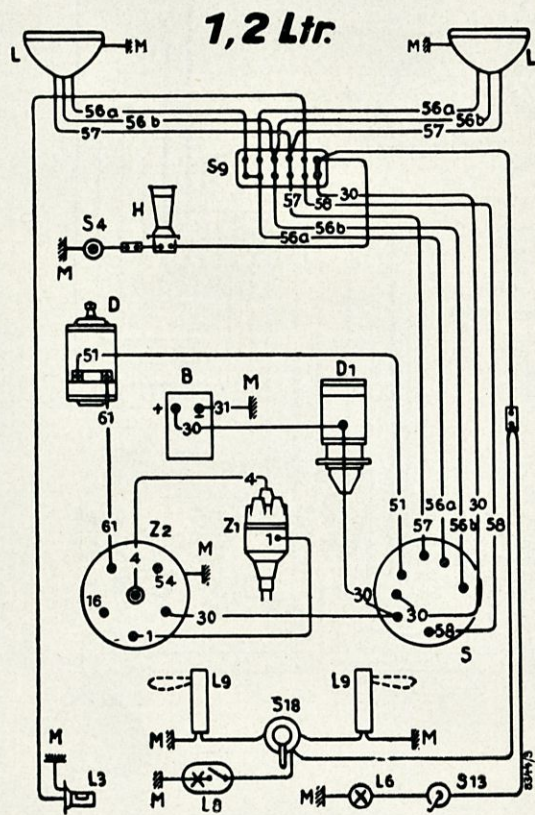 1,2 Ltr.
L M M L
56a 56a
56b 56b
57 57
S9
H 57 58 30
S4 56b
56a
M
D
51 B M D1
+ 31
61 30
4
61 Z2 Z1 51 56a 30
4 M 1 57 56b 58
54
16 30 30 30
1 58
S
L9 S18 L9
M M
M L8 M L6 S13
L3 M
8344/S